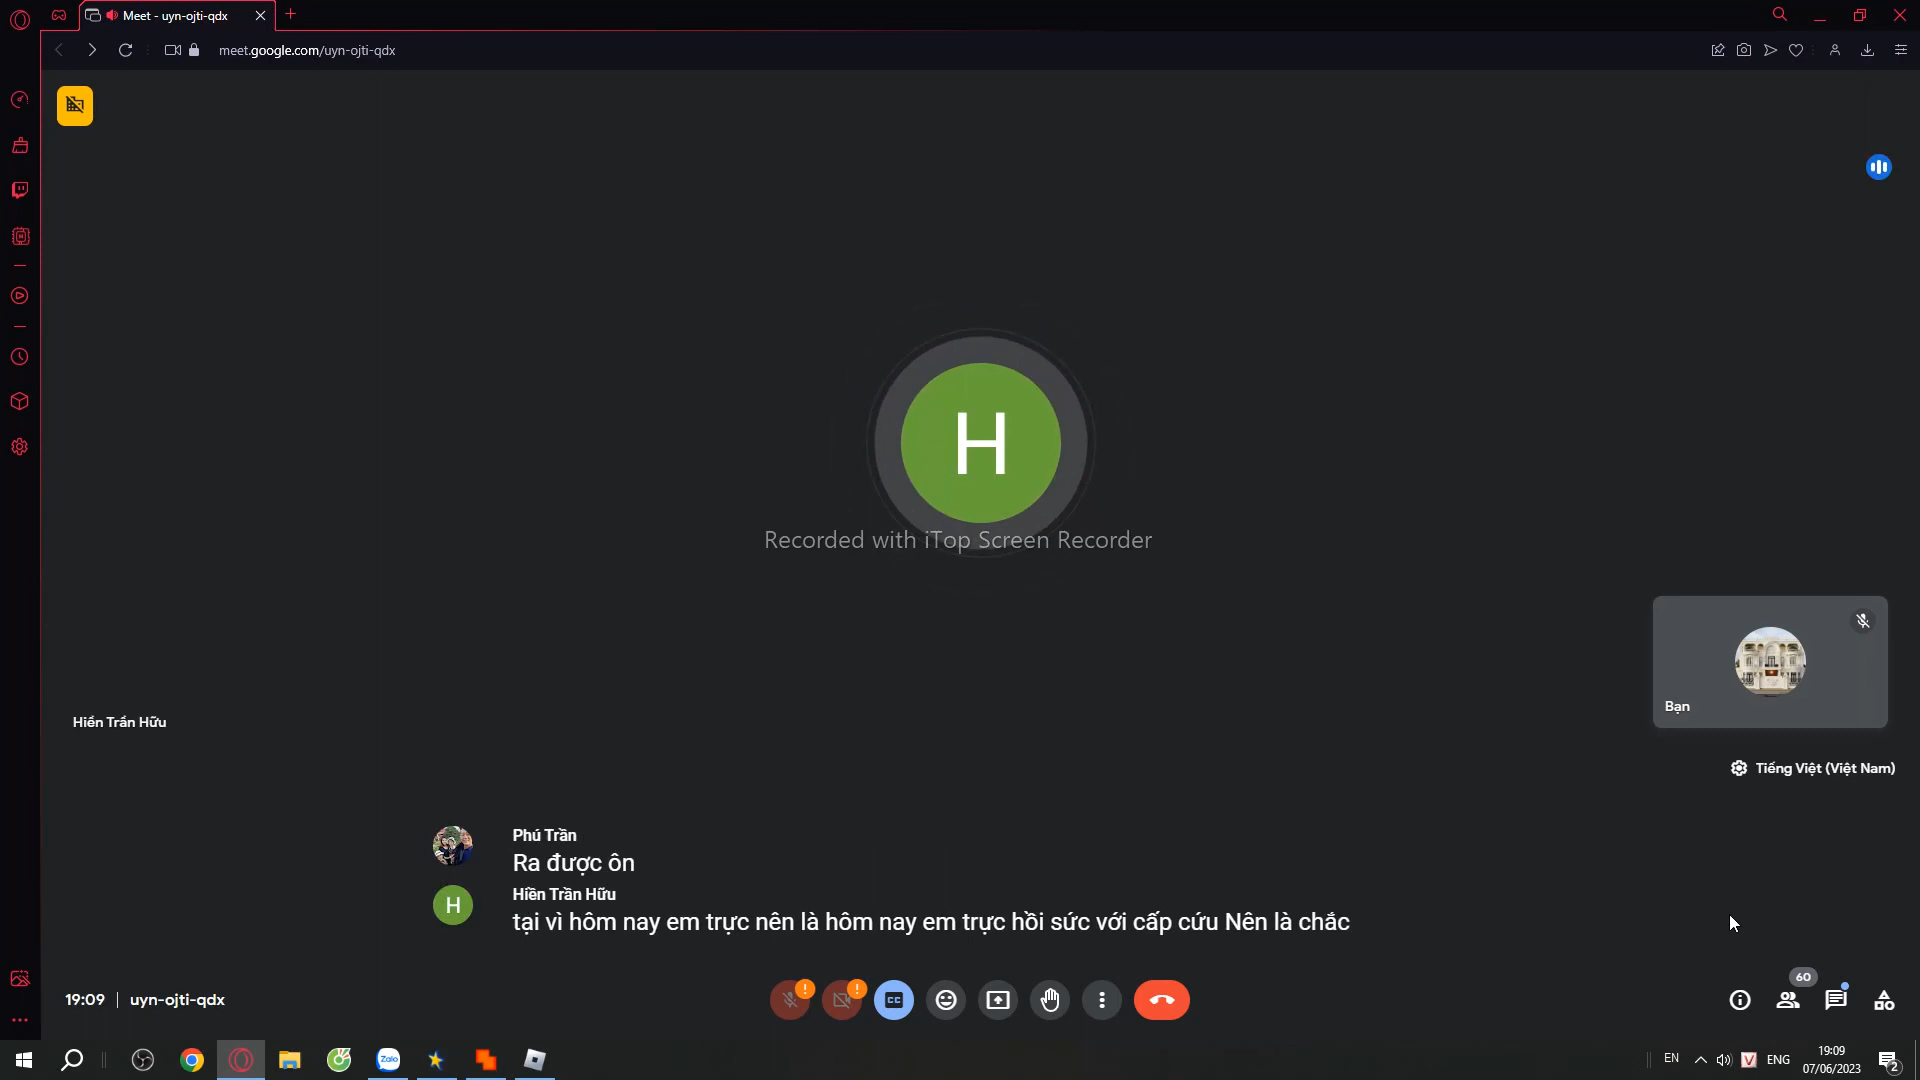 Meet - uyn-ojti-qdx
meet.google.com/uyn-ojti-qdx
H
Recorded with iTop Screen Recorder
Bạn
Hiền Trần Hữu
Tiếng Việt (Việt Nam)
Phú Trần
Ra được ôn
H
Hiền Trần Hữu
tại vì hôm nay em trực nên là hôm nay em trực hồi sức với cấp cứu Nên là chắc
60
19:09 | uyn-ojti-qdx
CC
Zalo
EN
V
ENG
19:09
07/06/2023
2